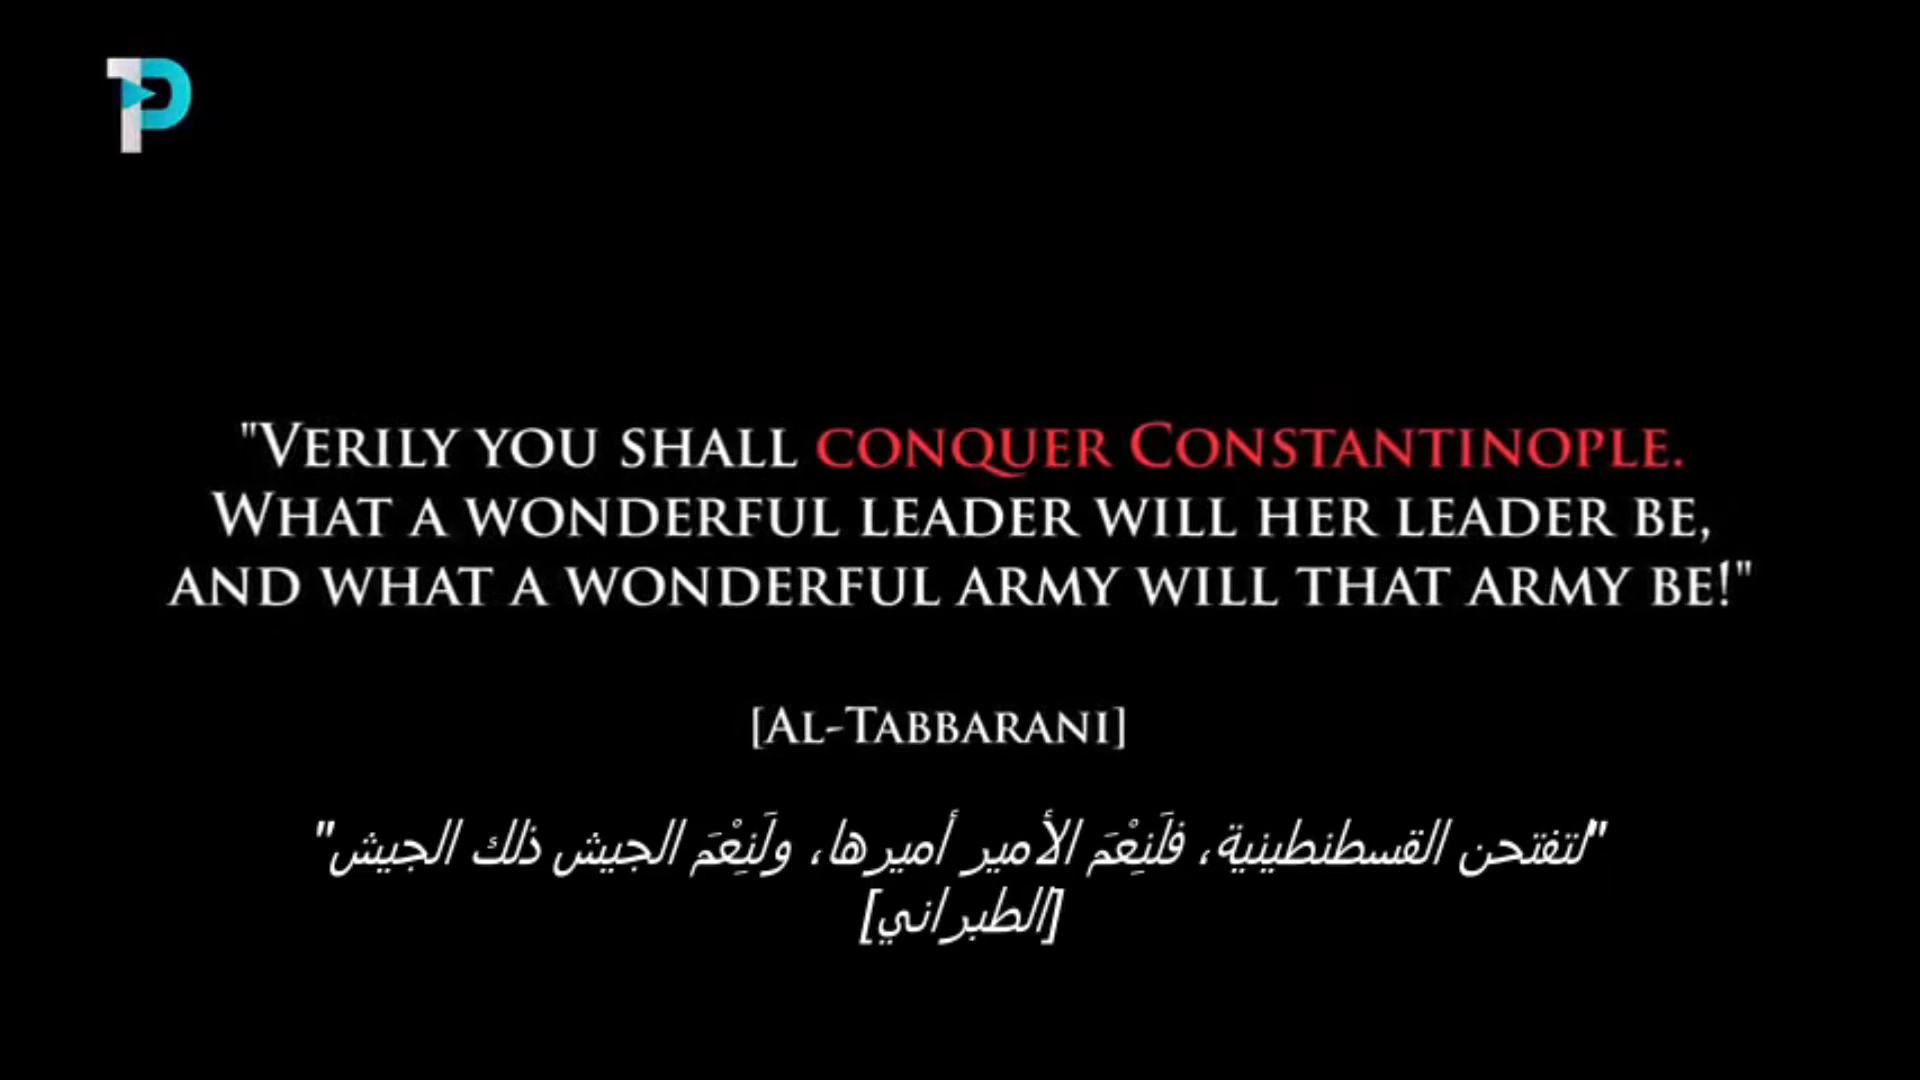 "Verily you shall conquer Constantinople.
What a wonderful leader will her leader be,
and what a wonderful army will that army be!"
[Al-Tabbarani]
"لتفتحن القسطنطينية، فلَنِعْمَ الأمير أميرها، ولَنِعْمَ الجيش ذلك الجيش"
[الطبراني]